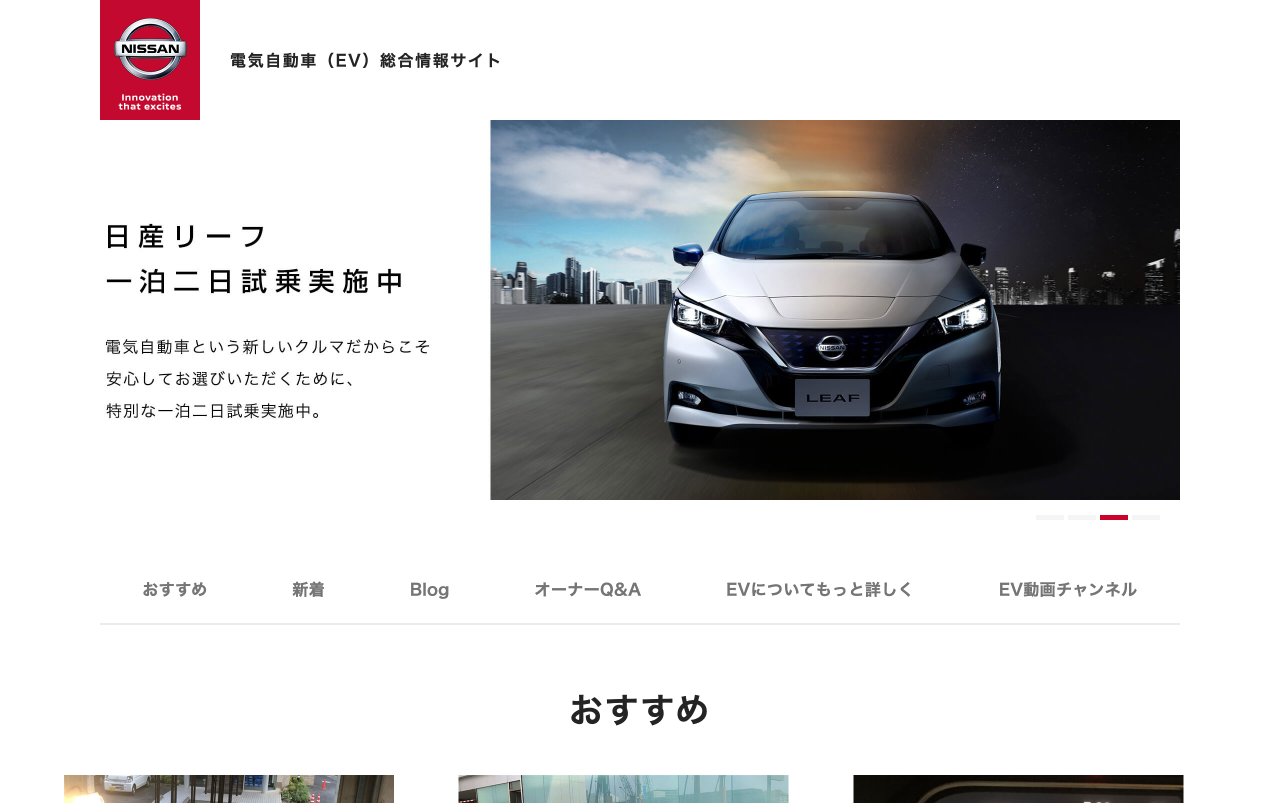 NISSAN
Innovation
that excites
電気自動車（EV）総合情報サイト
日産リーフ
一泊二日試乗実施中
電気自動車という新しいクルマだからこそ
安心してお選びいただくために、
特別な一泊二日試乗実施中。
NISSAN
LEAF
おすすめ
新着
Blog
オーナーQ&A
EVについてもっと詳しく
EV動画チャンネル
おすすめ